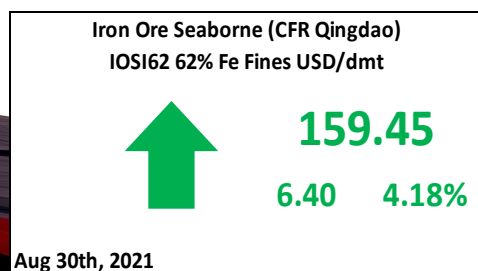 Iron Ore Seaborne (CFR Qingdao)
IOSI62 62% Fe Fines USD/dmt
159.45
6.40 4.18%
Aug 30th, 2021